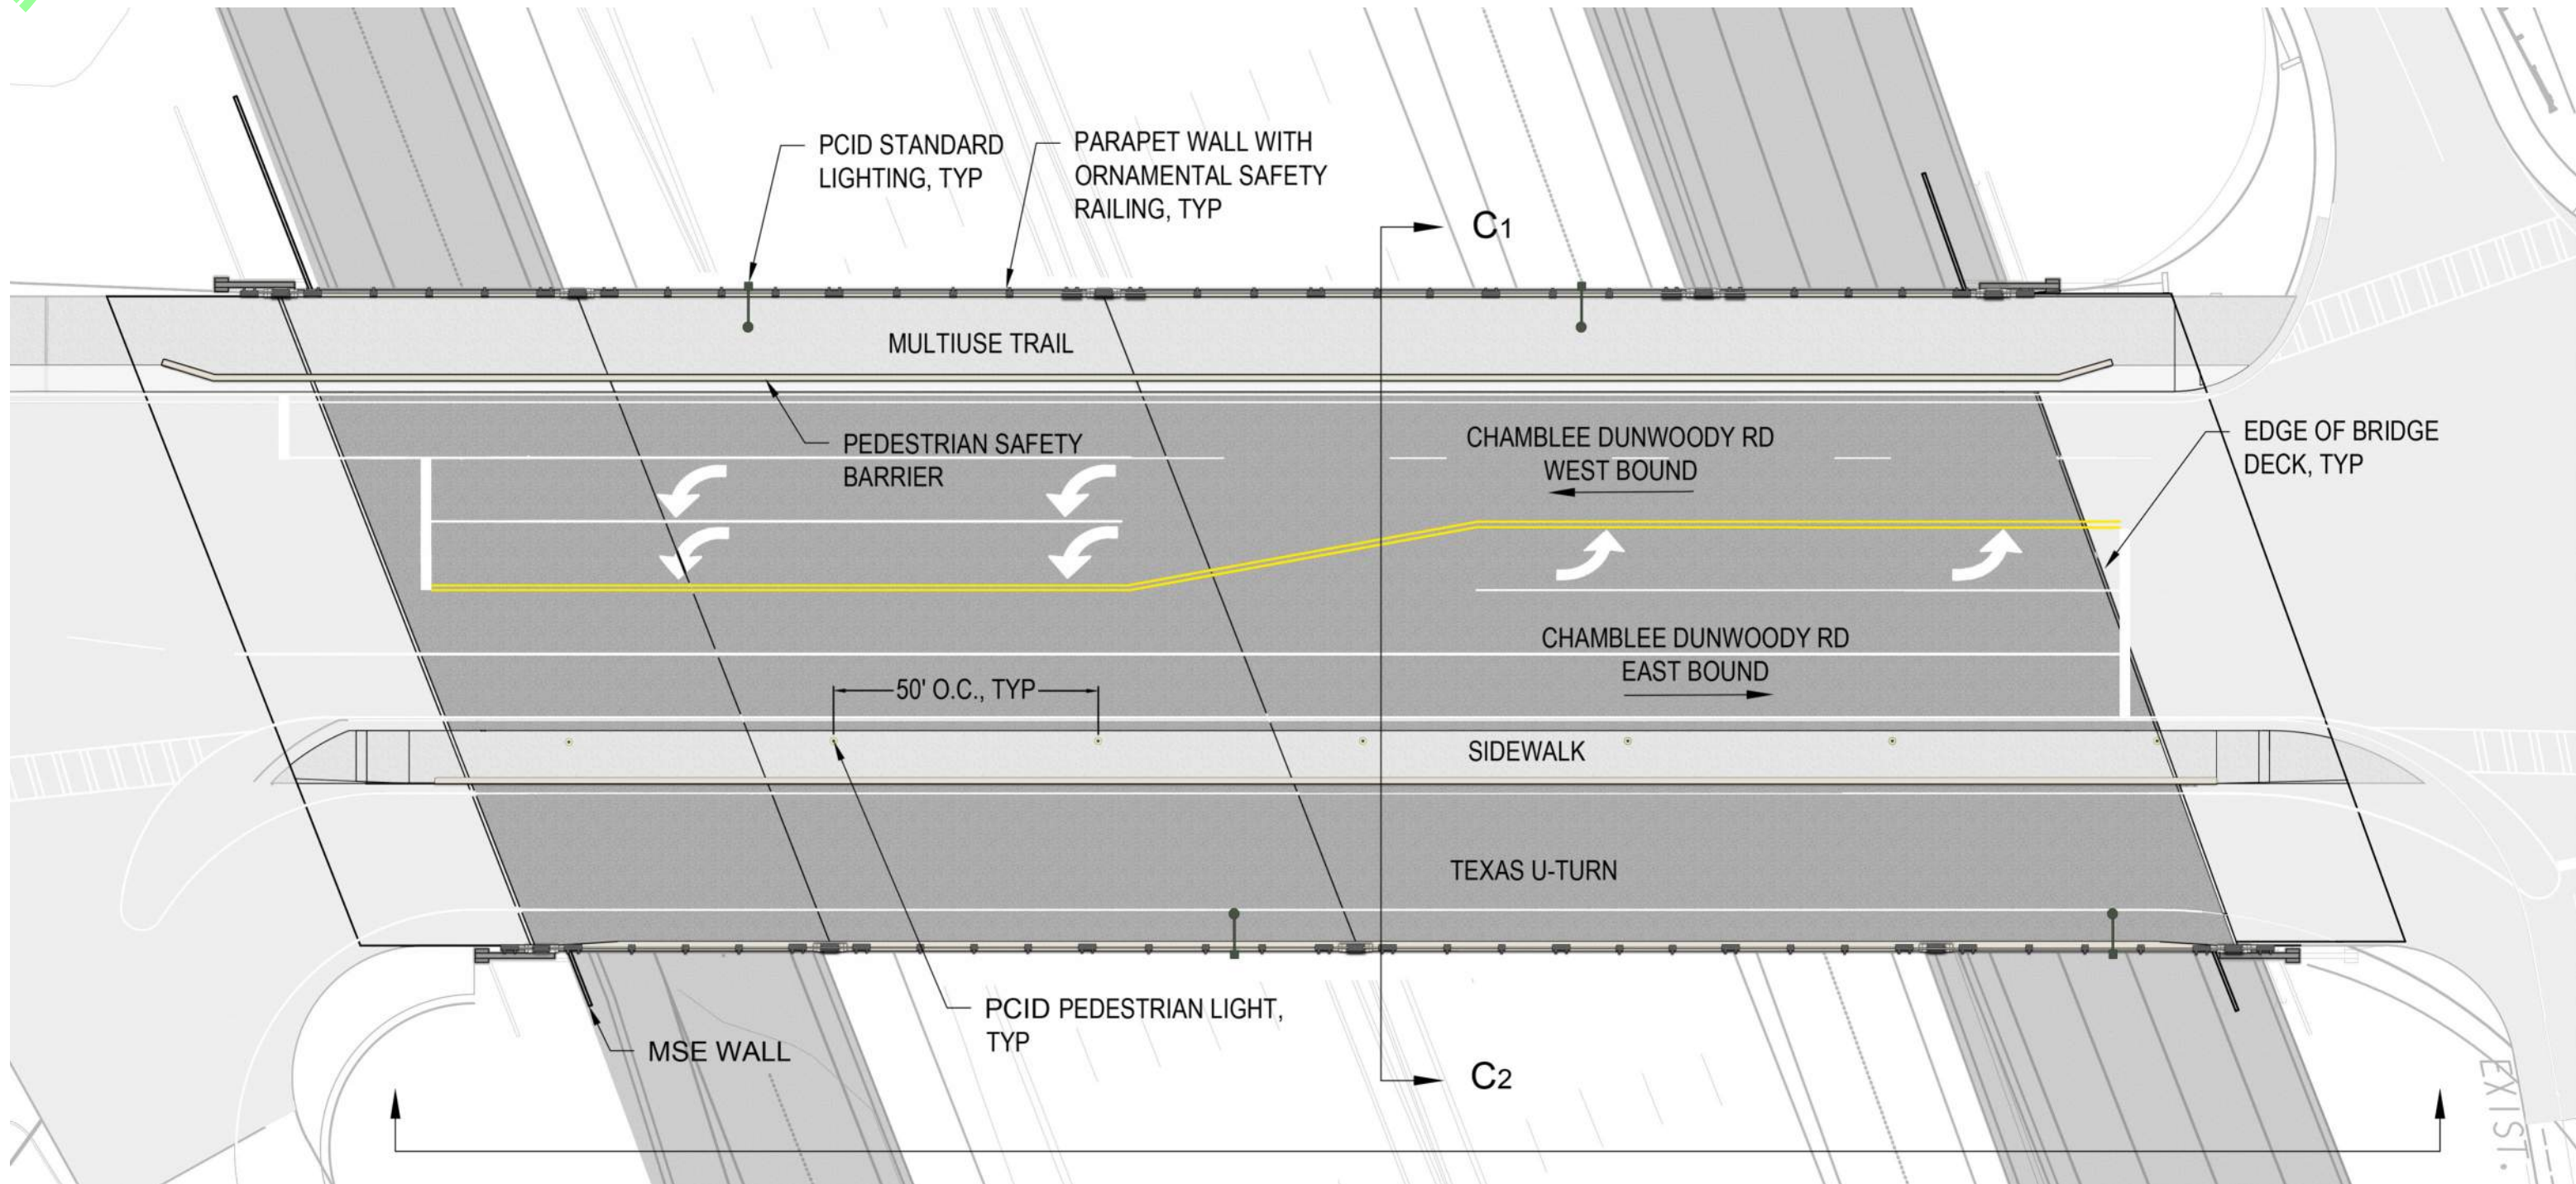 PCID STANDARD
LIGHTING, TYP
PARAPET WALL WITH
ORNAMENTAL SAFETY
RAILING, TYP
C1
MULTIUSE TRAIL
PEDESTRIAN SAFETY
BARRIER
CHAMBLEE DUNWOODY RD
WEST BOUND
EDGE OF BRIDGE
DECK, TYP
CHAMBLEE DUNWOODY RD
EAST BOUND
50' O.C., TYP
SIDEWALK
TEXAS U-TURN
PCID PEDESTRIAN LIGHT,
TYP
MSE WALL
C2
EXIST.